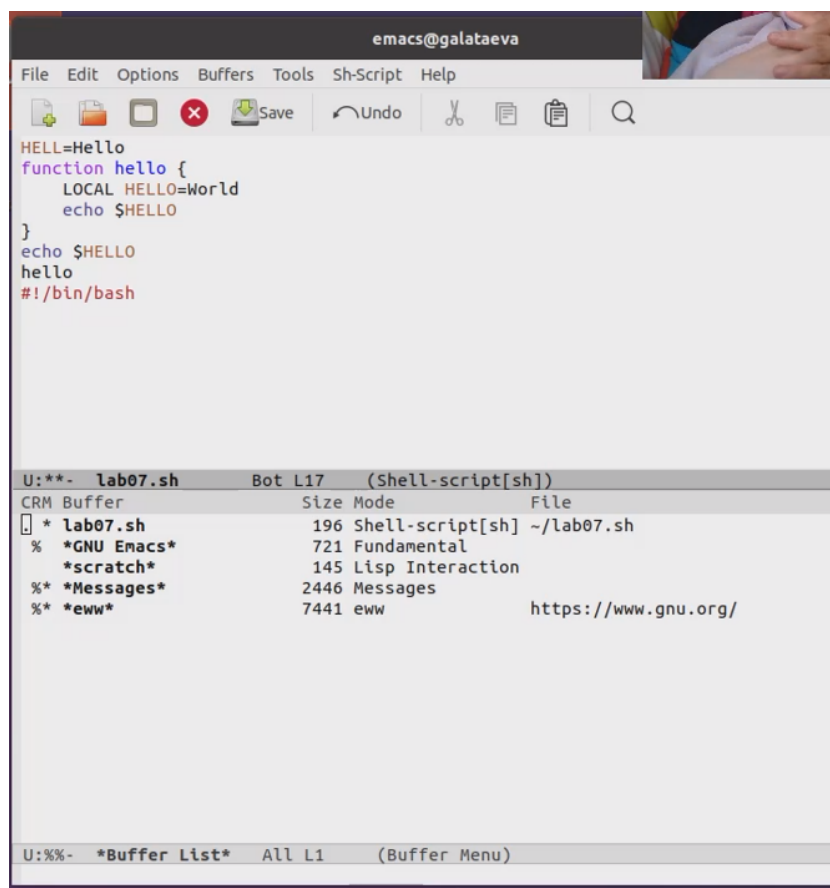 emacs@galataeva
File Edit Options Buffers Tools Sh-Script Help
Save Undo
HELL=Hello
function hello {
    LOCAL HELLO=World
    echo $HELLO
}
echo $HELLO
hello
#!/bin/bash
U:**-  lab07.sh       Bot L17    (Shell-script[sh])
CRM Buffer                 Size Mode             File
. * lab07.sh                196 Shell-script[sh] ~/lab07.sh
 %  *GNU Emacs*             721 Fundamental
    *scratch*               145 Lisp Interaction
 %* *Messages*             2446 Messages
 %* *eww*                  7441 eww              https://www.gnu.org/
U:%%-  *Buffer List*   All L1     (Buffer Menu)